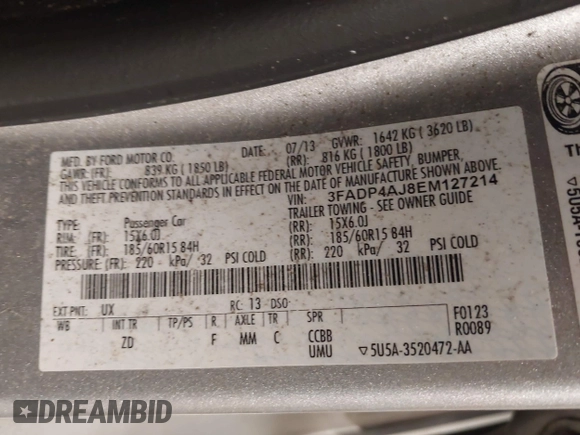 MFD. BY FORD MOTOR CO.
DATE: 07/13 GVWR: 1642 KG ( 3620 LB)
GAWR: (FR): 839 KG ( 1850 LB) (RR): 816 KG ( 1800 LB)
THIS VEHICLE CONFORMS TO ALL APPLICABLE FEDERAL MOTOR VEHICLE SAFETY, BUMPER,
AND THEFT PREVENTION STANDARDS IN EFFECT ON THE DATE OF MANUFACTURE SHOWN ABOVE.
VIN: 3FADP4AJ8EM127214
TYPE: Passenger Car TRAILER TOWING - SEE OWNER GUIDE
RIM: (FR): 15X6.0J (RR): 15X6.0J
TIRE: (FR): 185/60R15 84H (RR): 185/60R15 84H
PRESSURE: (FR): 220 kPa/ 32 PSI COLD (RR): 220 kPa/ 32 PSI COLD
EXT PNT: UX RC: 13 DSO:
WB INT TR TP/PS R AXLE TR SPR
ZD F MM C CCBB
UMU
F0123
R0089
▽5U5A-3520472-AA
Th
DREAMBID